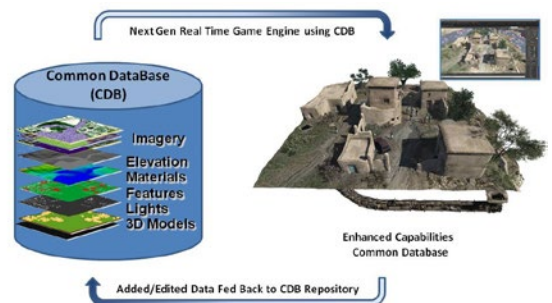 Next Gen Real Time Game Engine using CDB
Common DataBase
(CDB)
Imagery
Elevation
Materials
Features
Lights
3D Models
Enhanced Capabilities
Common Database
Added/Edited Data Fed Back to CDB Repository